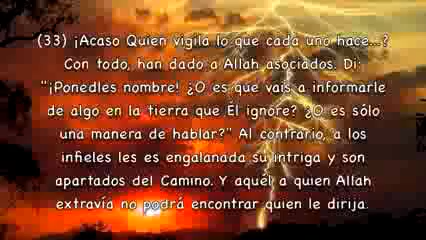 (33) ¡Acaso Quien vigila lo que cada uno hace...?
Con todo, han dado a Allah asociados. Di:
"¡Ponedles nombre! ¿O es que vais a informarle
de algo en la tierra que Él ignore? ¿O es sólo
una manera de hablar?" Al contrario, a los
infieles les es engalanada su intriga y son
apartados del Camino. Y aquél a quien Allah
extravía no podrá encontrar quien le dirija.